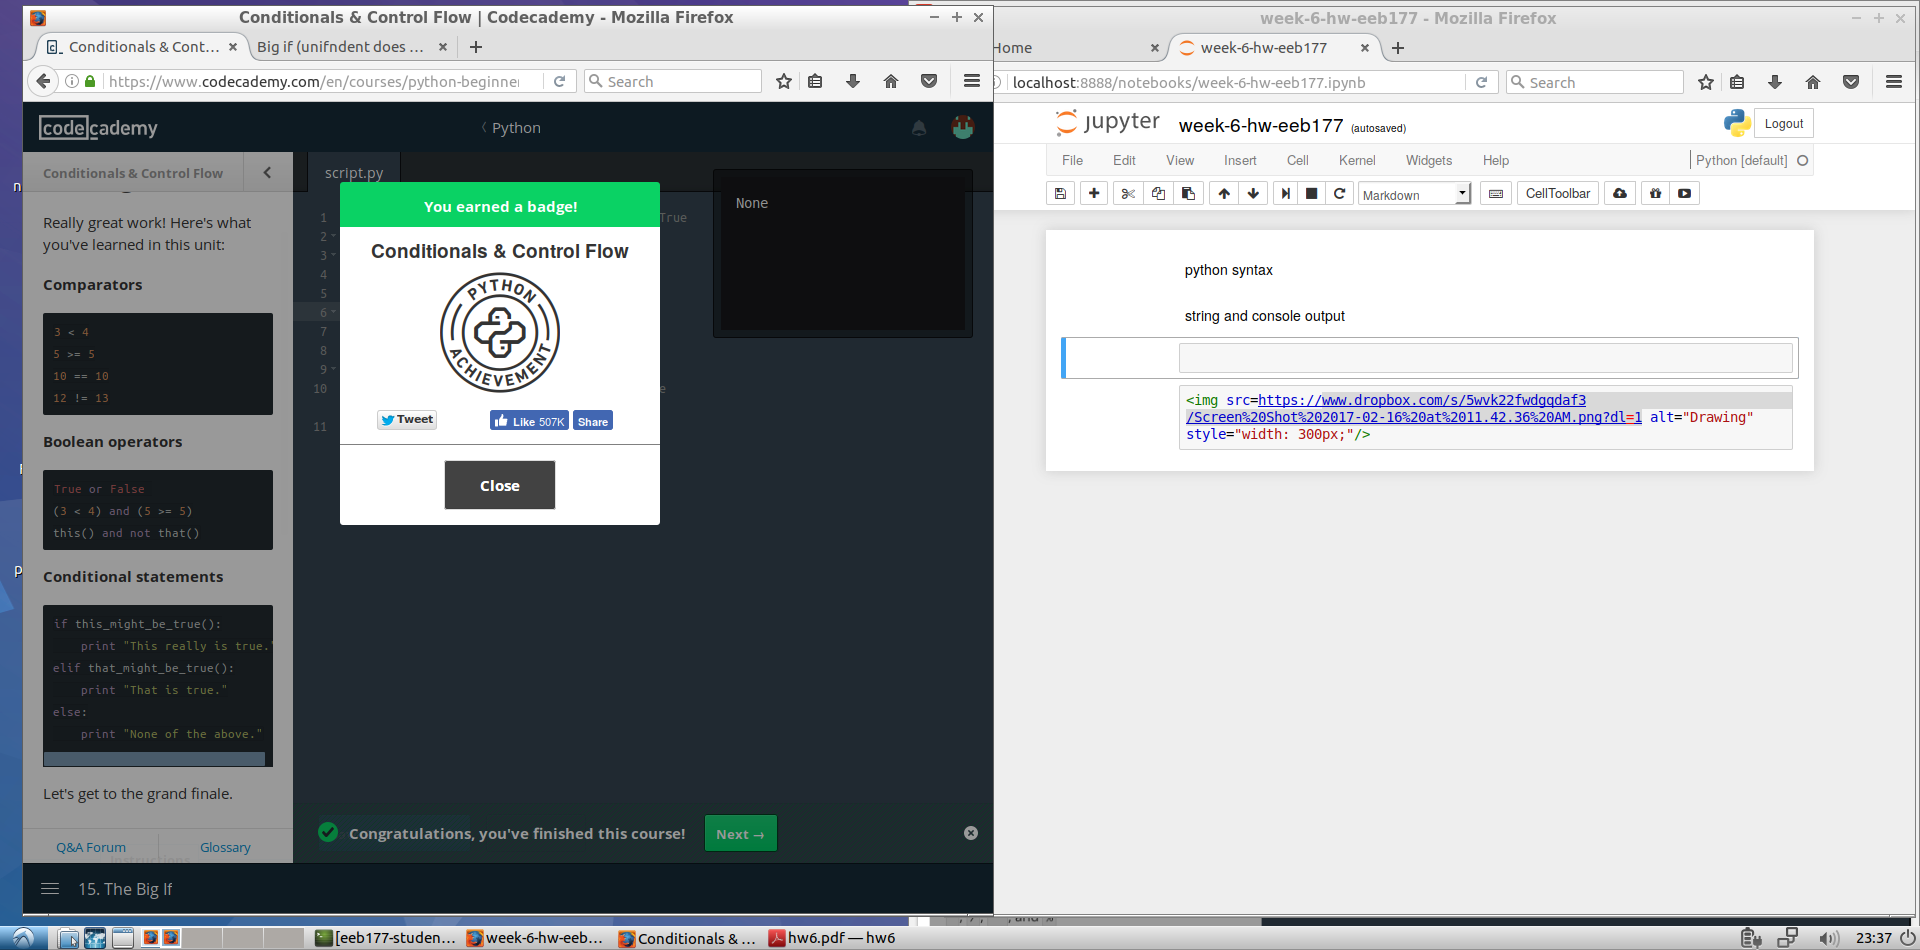 Conditionals & Control Flow | Codecademy - Mozilla Firefox
Conditionals & Cont...
Big if (unifndent does ...
https://www.codecademy.com/en/courses/python-beginner
Search
codecademy
Python
Conditionals & Control Flow
script.py
Really great work! Here's what
you've learned in this unit:
Comparators
3 < 4
5 >= 5
10 == 10
12 != 13
Boolean operators
True or False
(3 < 4) and (5 >= 5)
this() and not that()
Conditional statements
if this_might_be_true():
print "This really is true."
elif that_might_be_true():
print "That is true."
else:
print "None of the above."
Let's get to the grand finale.
Q&A Forum
Glossary
Instructions
1
2
3
4
5
6
7
8
9
10
11
True
None
You earned a badge!
Conditionals & Control Flow
PYTHON
ACHIEVEMENT
Tweet
Like 507K
Share
Close
Congratulations, you've finished this course!
Next →
15. The Big If
week-6-hw-eeb177 - Mozilla Firefox
Home
week-6-hw-eeb177
localhost:8888/notebooks/week-6-hw-eeb177.ipynb
Search
jupyter
week-6-hw-eeb177 (autosaved)
Logout
File Edit View Insert Cell Kernel Widgets Help
Python [default]
Markdown
CellToolbar
python syntax
string and console output
<img src=https://www.dropbox.com/s/5wvk22fwdgqdaf3
/Screen%20Shot%202017-02-16%20at%2011.42.36%20AM.png?dl=1 alt="Drawing"
style="width: 300px;"/>
[eeb177-studen...
week-6-hw-eeb...
Conditionals & ...
hw6.pdf — hw6
23:37